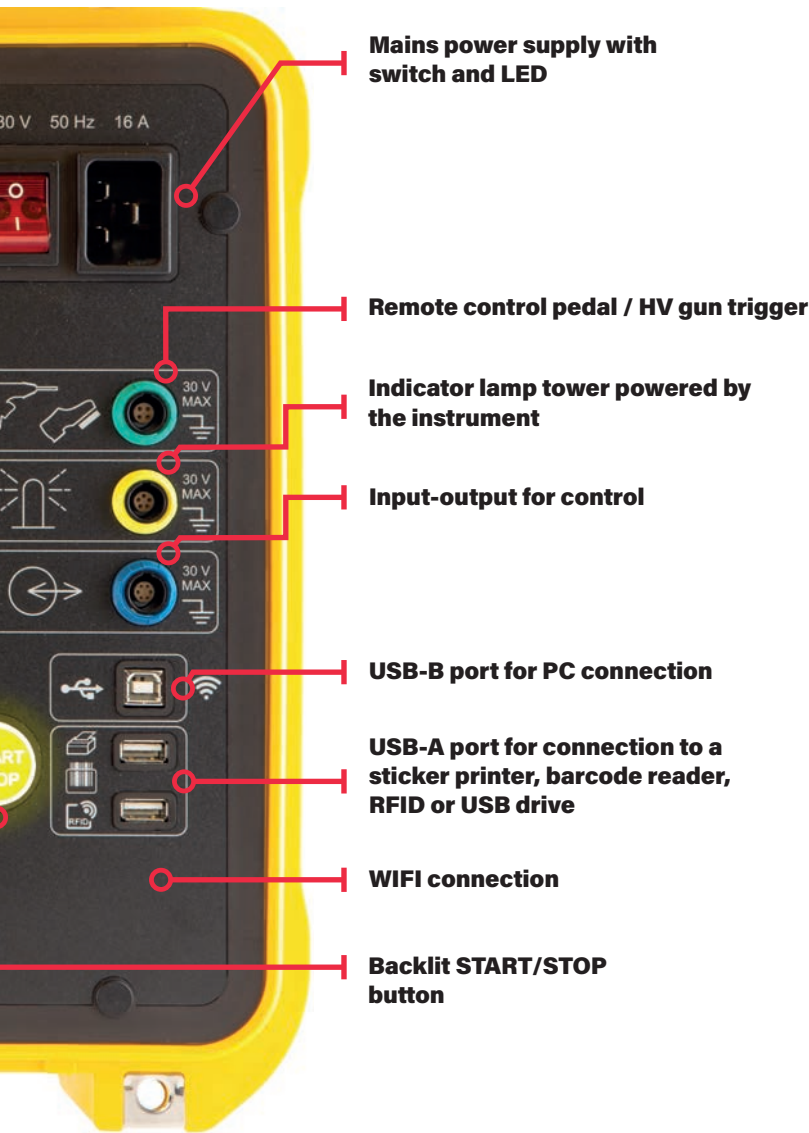 Mains power supply with
switch and LED
30 V 50 Hz 16 A
O
I
Remote control pedal / HV gun trigger
30 V
MAX
Indicator lamp tower powered by
the instrument
30 V
MAX
Input-output for control
30 V
MAX
USB-B port for PC connection
USB-A port for connection to a
sticker printer, barcode reader,
RFID or USB drive
ART
OP
RFID
WIFI connection
Backlit START/STOP
button